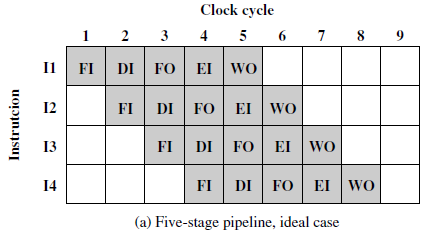 Clock cycle
1 2 3 4 5 6 7 8 9
Instrutcion
I1 FI DI FO EI WO
I2 FI DI FO EI WO
I3 FI DI FO EI WO
I4 FI DI FO EI WO
(a) Five-stage pipeline, ideal case